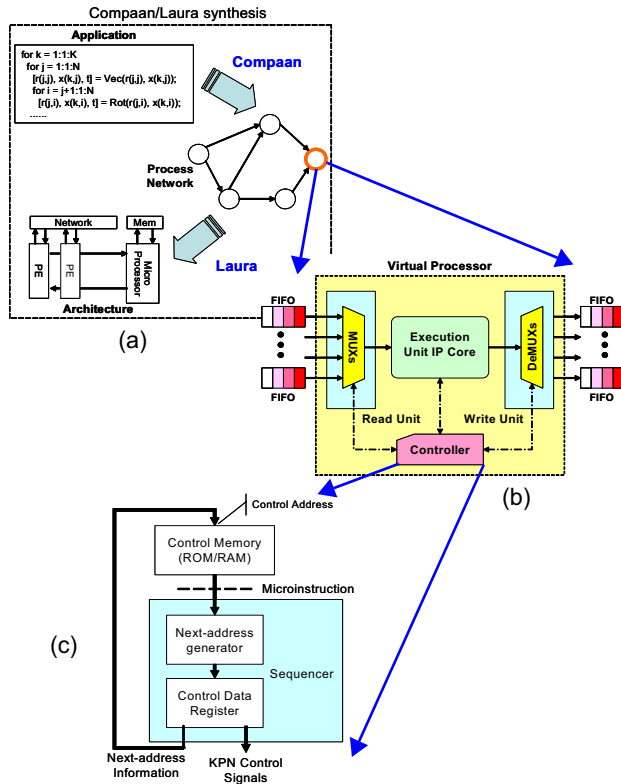 Compaan/Laura synthesis
Application
for k = 1:1:K
for j = 1:1:N
[r(j,j), x(k,j), t] = Vec(r(j,j), x(k,j));
for i = j+1:1:N
[r(j,i), x(k,i), t] = Rot(r(j,i), x(k,i));
......
Compaan
Process
Network
Network
Mem
PE
PE
Micro
Processor
Laura
Architecture
(a)
Virtual Processor
FIFO
FIFO
MUXs
Execution
Unit IP Core
DeMUXs
FIFO
FIFO
Read Unit
Write Unit
Controller
(b)
Control Address
Control Memory
(ROM/RAM)
Microinstruction
(c)
Next-address
generator
Sequencer
Control Data
Register
Next-address
Information
KPN Control
Signals